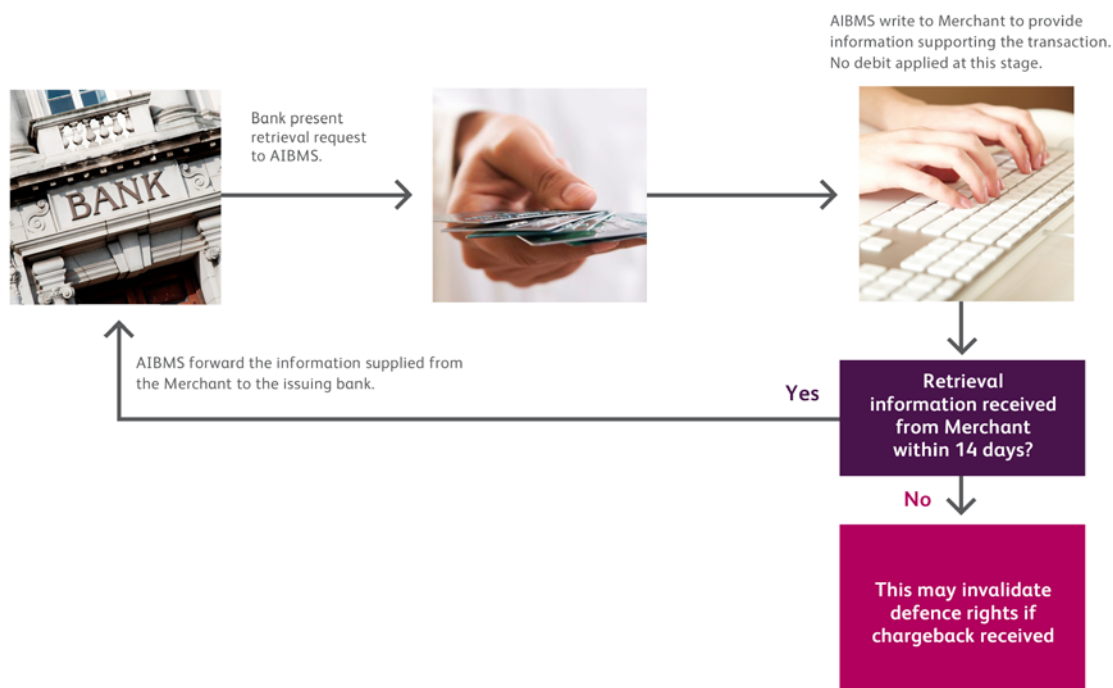 AIBMS write to Merchant to provide
information supporting the transaction.
No debit applied at this stage.
Bank present
retrieval request
to AIBMS.
BANK
AIBMS forward the information supplied from
the Merchant to the issuing bank.
Yes
Retrieval
information received
from Merchant
within 14 days?
No
This may invalidate
defence rights if
chargeback received